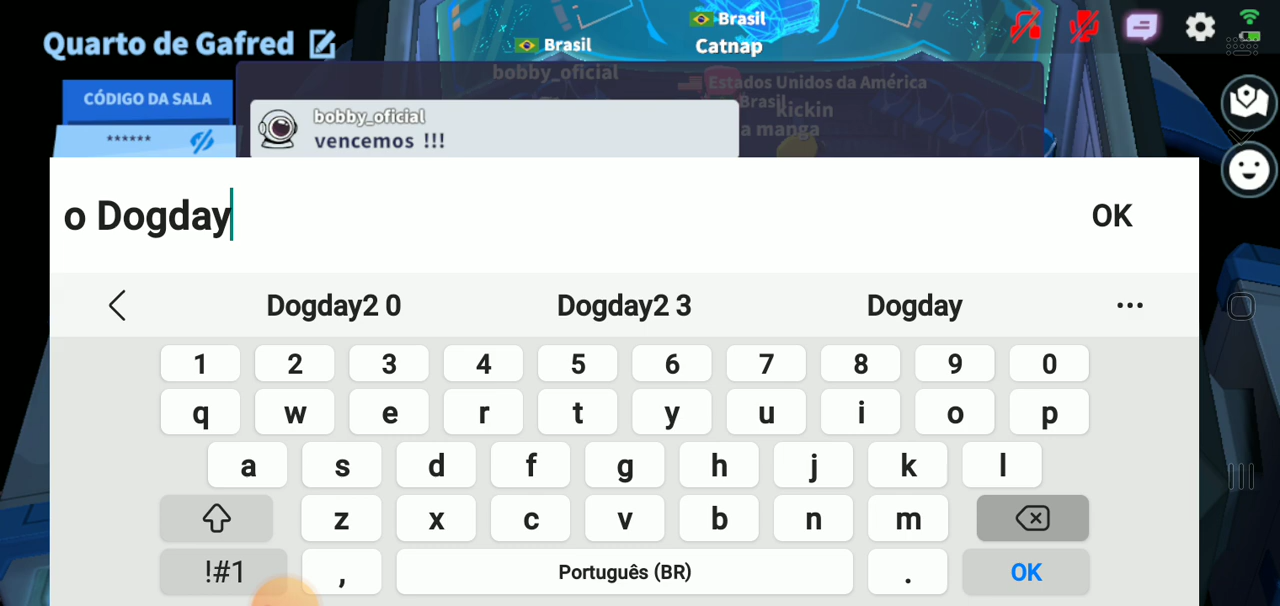 Quarto de Gafred
CÓDIGO DA SALA
******
Brasil
bobby_oficial
Brasil
Catnap
Estados Unidos da América
kickin
Brasil
a manga
bobby_oficial
vencemos !!!
o Dogday
OK
Dogday2 0
Dogday2 3
Dogday
...
1 2 3 4 5 6 7 8 9 0
q w e r t y u i o p
a s d f g h j k l
z x c v b n m
!#1 , Português (BR) . OK